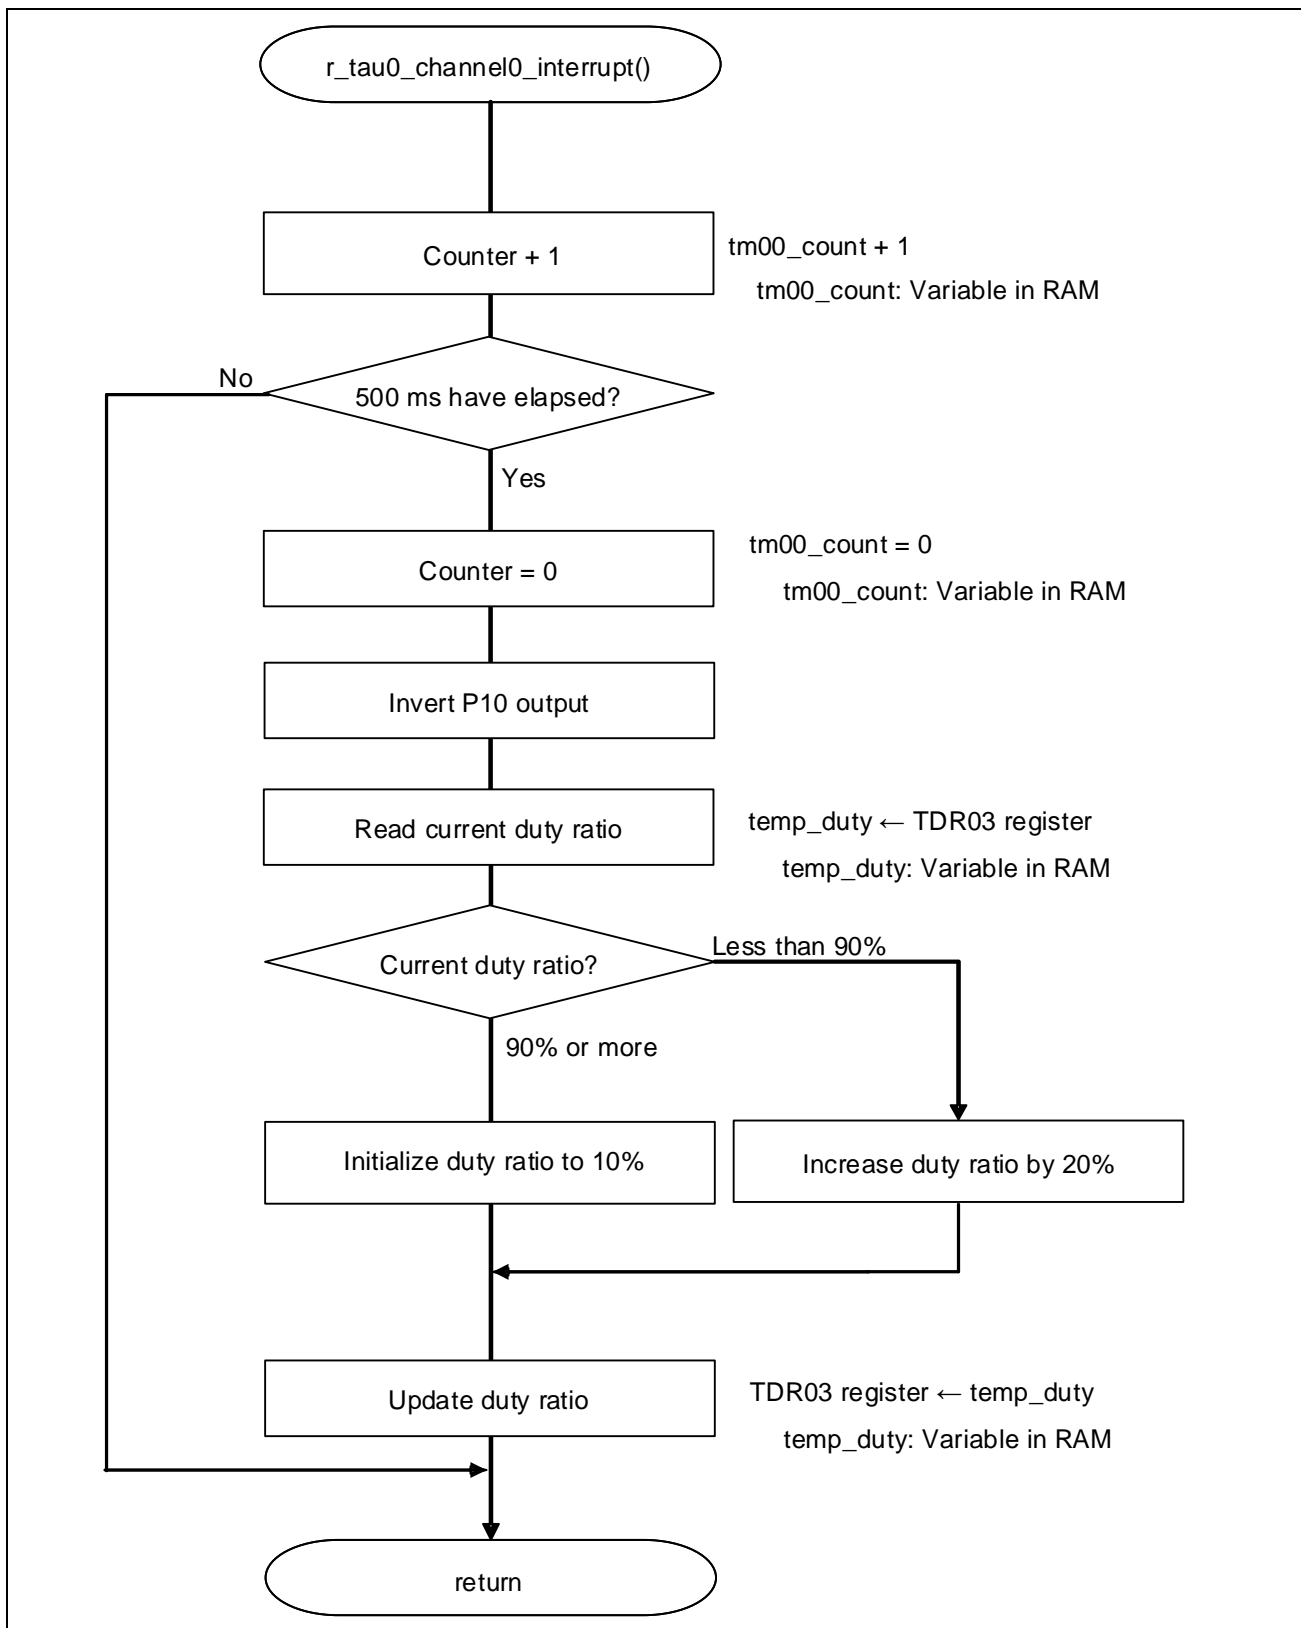 r_tau0_channel0_interrupt()
Counter + 1
tm00_count + 1
tm00_count: Variable in RAM
No
500 ms have elapsed?
Yes
Counter = 0
tm00_count = 0
tm00_count: Variable in RAM
Invert P10 output
Read current duty ratio
temp_duty ← TDR03 register
temp_duty: Variable in RAM
Current duty ratio?
Less than 90%
90% or more
Initialize duty ratio to 10%
Increase duty ratio by 20%
Update duty ratio
TDR03 register ← temp_duty
temp_duty: Variable in RAM
return